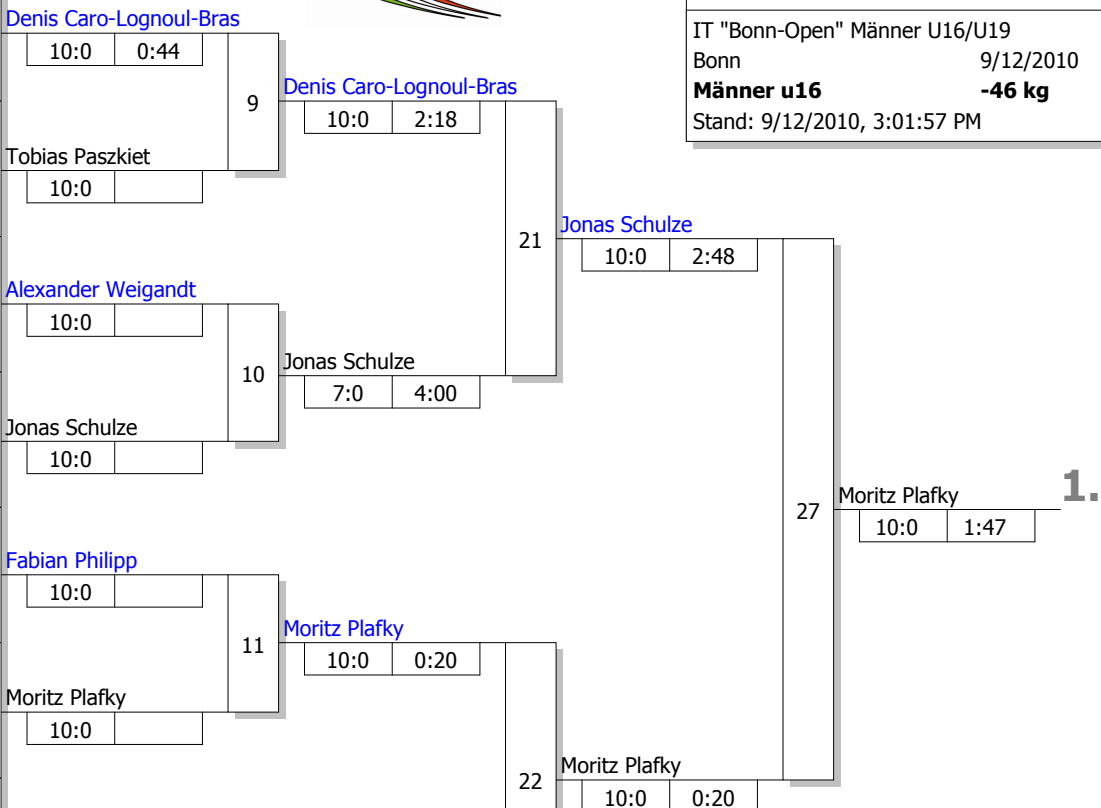 IT "Bonn-Open" Männer U16/U19
Bonn 9/12/2010
Männer u16 -46 kg
Stand: 9/12/2010, 3:01:57 PM
Denis Caro-Lognoul-Bras
10:0 0:44
9
Tobias Paszkiet
10:0
Denis Caro-Lognoul-Bras
10:0 2:18
21
Alexander Weigandt
10:0
10
Jonas Schulze
10:0
Jonas Schulze
7:0 4:00
Jonas Schulze
10:0 2:48
27
Fabian Philipp
10:0
11
Moritz Plafky
10:0
Moritz Plafky
10:0 0:20
22
Moritz Plafky
10:0 0:20
Moritz Plafky 1.
10:0 1:47